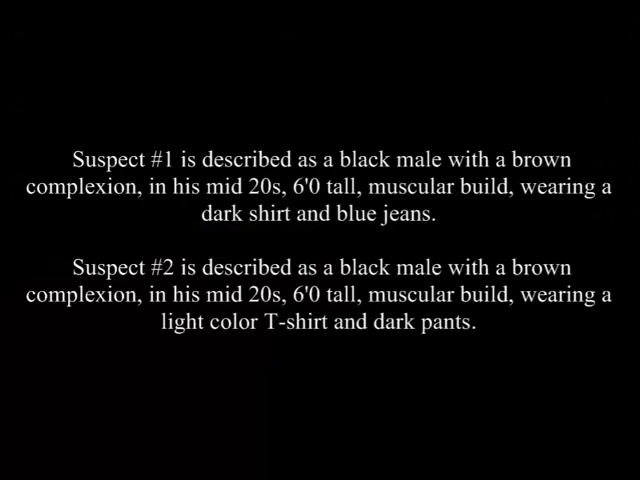 Suspect #1 is described as a black male with a brown
complexion, in his mid 20s, 6'0 tall, muscular build, wearing a
dark shirt and blue jeans.
Suspect #2 is described as a black male with a brown
complexion, in his mid 20s, 6'0 tall, muscular build, wearing a
light color T-shirt and dark pants.